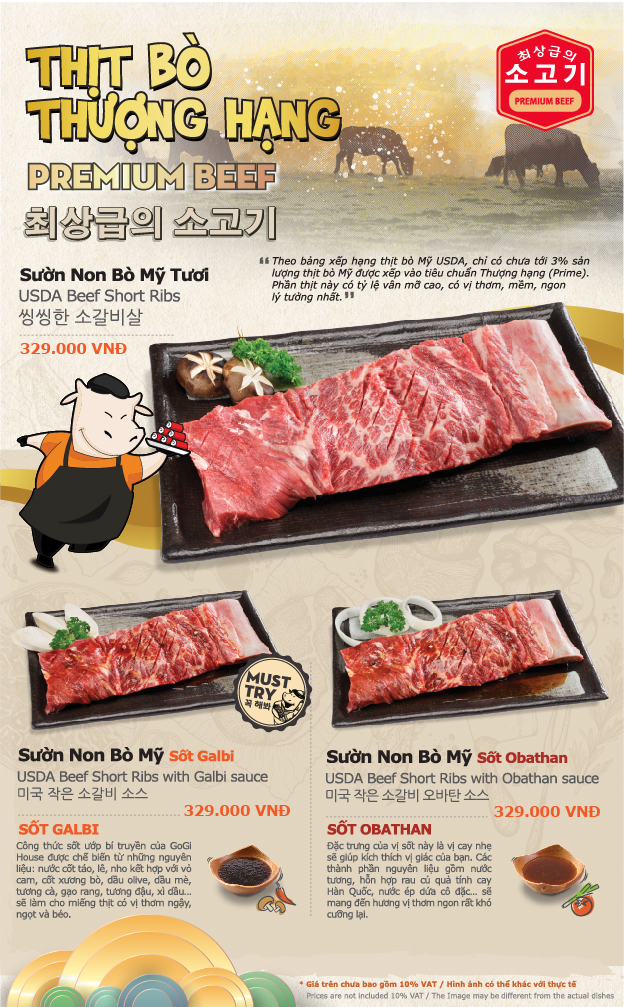 THỊT BÒ
THƯỢNG HẠNG
PREMIUM BEEF
최상급의 소고기
최상급의
소고기
PREMIUM BEEF
Sườn Non Bò Mỹ Tươi
USDA Beef Short Ribs
씽씽한 소갈비살
329.000 VNĐ
"Theo bảng xếp hạng thịt bò Mỹ USDA, chỉ có chưa tới 3% sản
lượng thịt bò Mỹ được xếp vào tiêu chuẩn Thượng hạng (Prime).
Phần thịt này có tỷ lệ vân mỡ cao, có vị thơm, mềm, ngon
lý tưởng nhất."
MUST
TRY
꼭 해봐
Sườn Non Bò Mỹ Sốt Galbi
USDA Beef Short Ribs with Galbi sauce
미국 작은 소갈비 소스
329.000 VNĐ
SỐT GALBI
Công thức sốt ướp bí truyền của GoGi
House được chế biến từ những nguyên
liệu: nước cốt táo, lê, nho kết hợp với vỏ
cam, cốt xương bò, dầu olive, dầu mè,
tương cà, gạo rang, tương đậu, xì dầu...
sẽ làm cho miếng thịt có vị thơm ngậy,
ngọt và béo.
Sườn Non Bò Mỹ Sốt Obathan
USDA Beef Short Ribs with Obathan sauce
미국 작은 소갈비 오바탄 소스
329.000 VNĐ
SỐT OBATHAN
Đặc trưng của vị sốt này là vị cay nhẹ
sẽ giúp kích thích vị giác của bạn. Các
thành phần nguyên liệu gồm nước
tương, hỗn hợp rau củ quả tính cay
Hàn Quốc, nước ép dứa cô đặc... sẽ
mang đến hương vị thơm ngon rất khó
cưỡng lại.
* Giá trên chưa bao gồm 10% VAT / Hình ảnh có thể khác với thực tế
Prices are not included 10% VAT / The Image may be different from the actual dishes